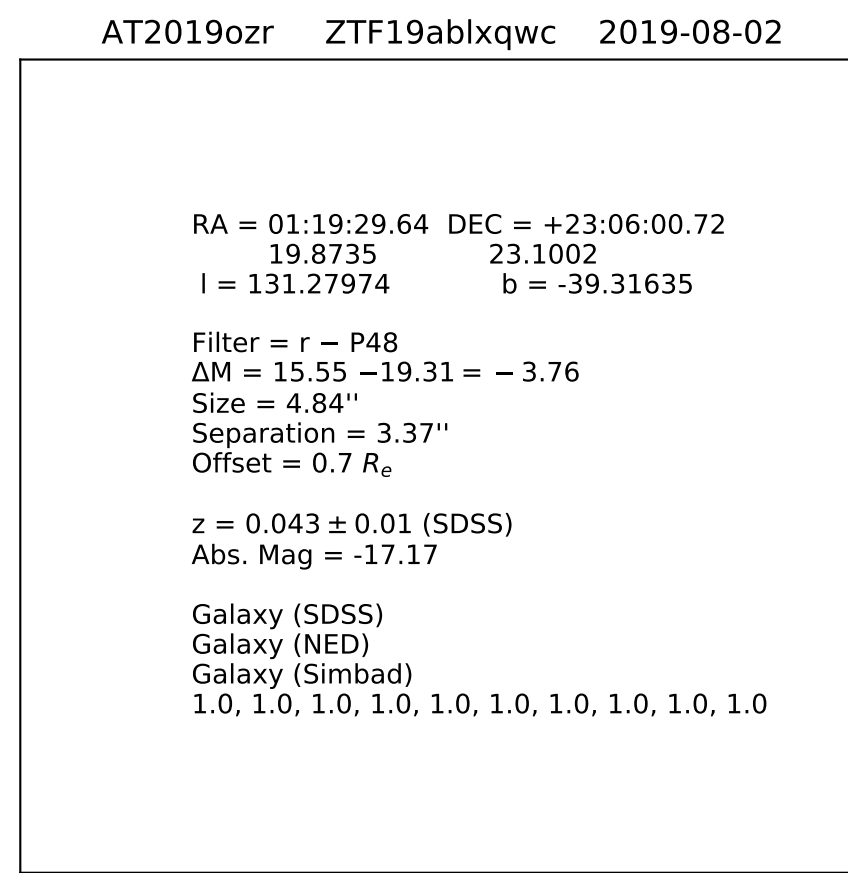 AT2019ozr ZTF19ablxqwc 2019-08-02
RA = 01:19:29.64 DEC = +23:06:00.72
19.8735 23.1002
l = 131.27974 b = -39.31635
Filter = r − P48
ΔM = 15.55 −19.31 = − 3.76
Size = 4.84''
Separation = 3.37''
Offset = 0.7 Rₑ
z = 0.043 ± 0.01 (SDSS)
Abs. Mag = -17.17
Galaxy (SDSS)
Galaxy (NED)
Galaxy (Simbad)
1.0, 1.0, 1.0, 1.0, 1.0, 1.0, 1.0, 1.0, 1.0, 1.0